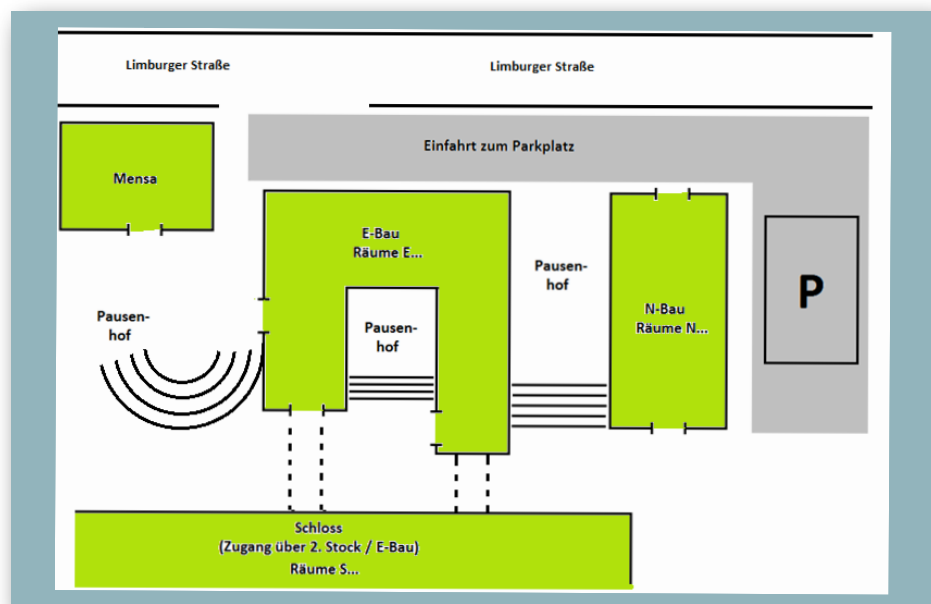 Limburger Straße
Limburger Straße
Einfahrt zum Parkplatz
Mensa
E-Bau
Räume E...
Pausen-
hof
Pausen-
hof
Pausen-
hof
N-Bau
Räume N...
P
Schloss
(Zugang über 2. Stock / E-Bau)
Räume S...